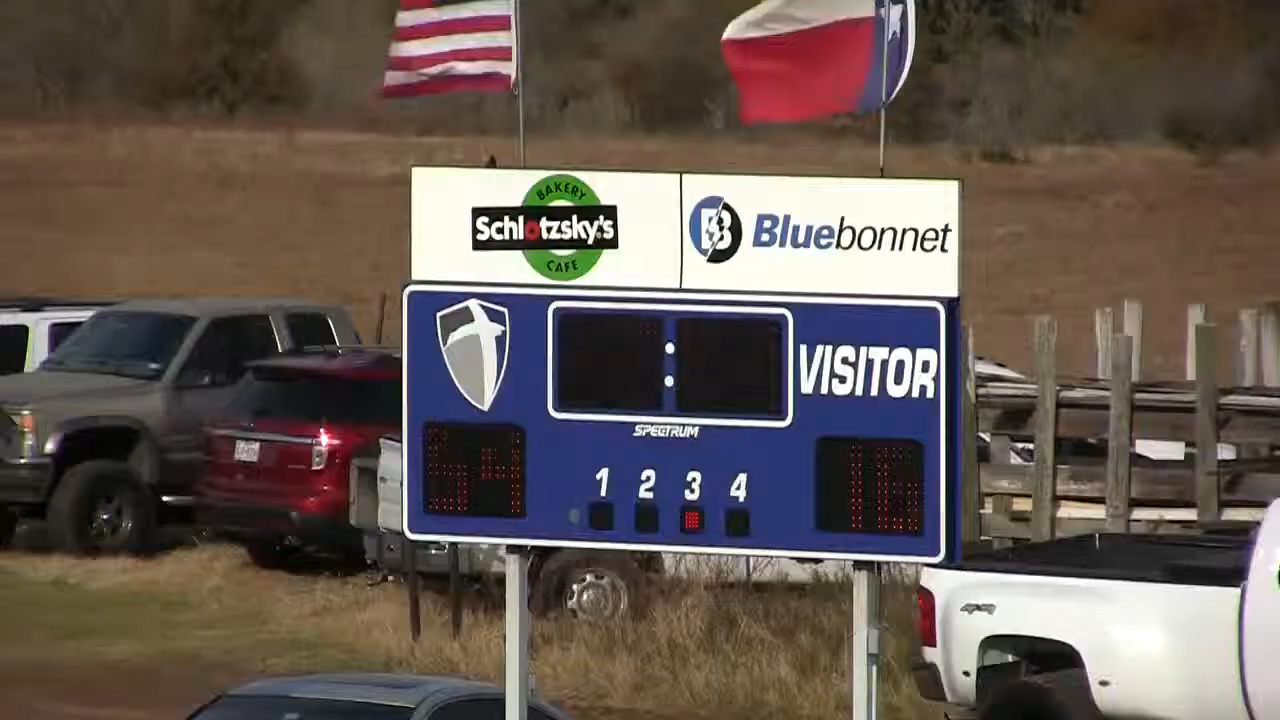 BAKERY
Schlotzsky's
CAFE
Bluebonnet
VISITOR
SPECTRUM
1 2 3 4